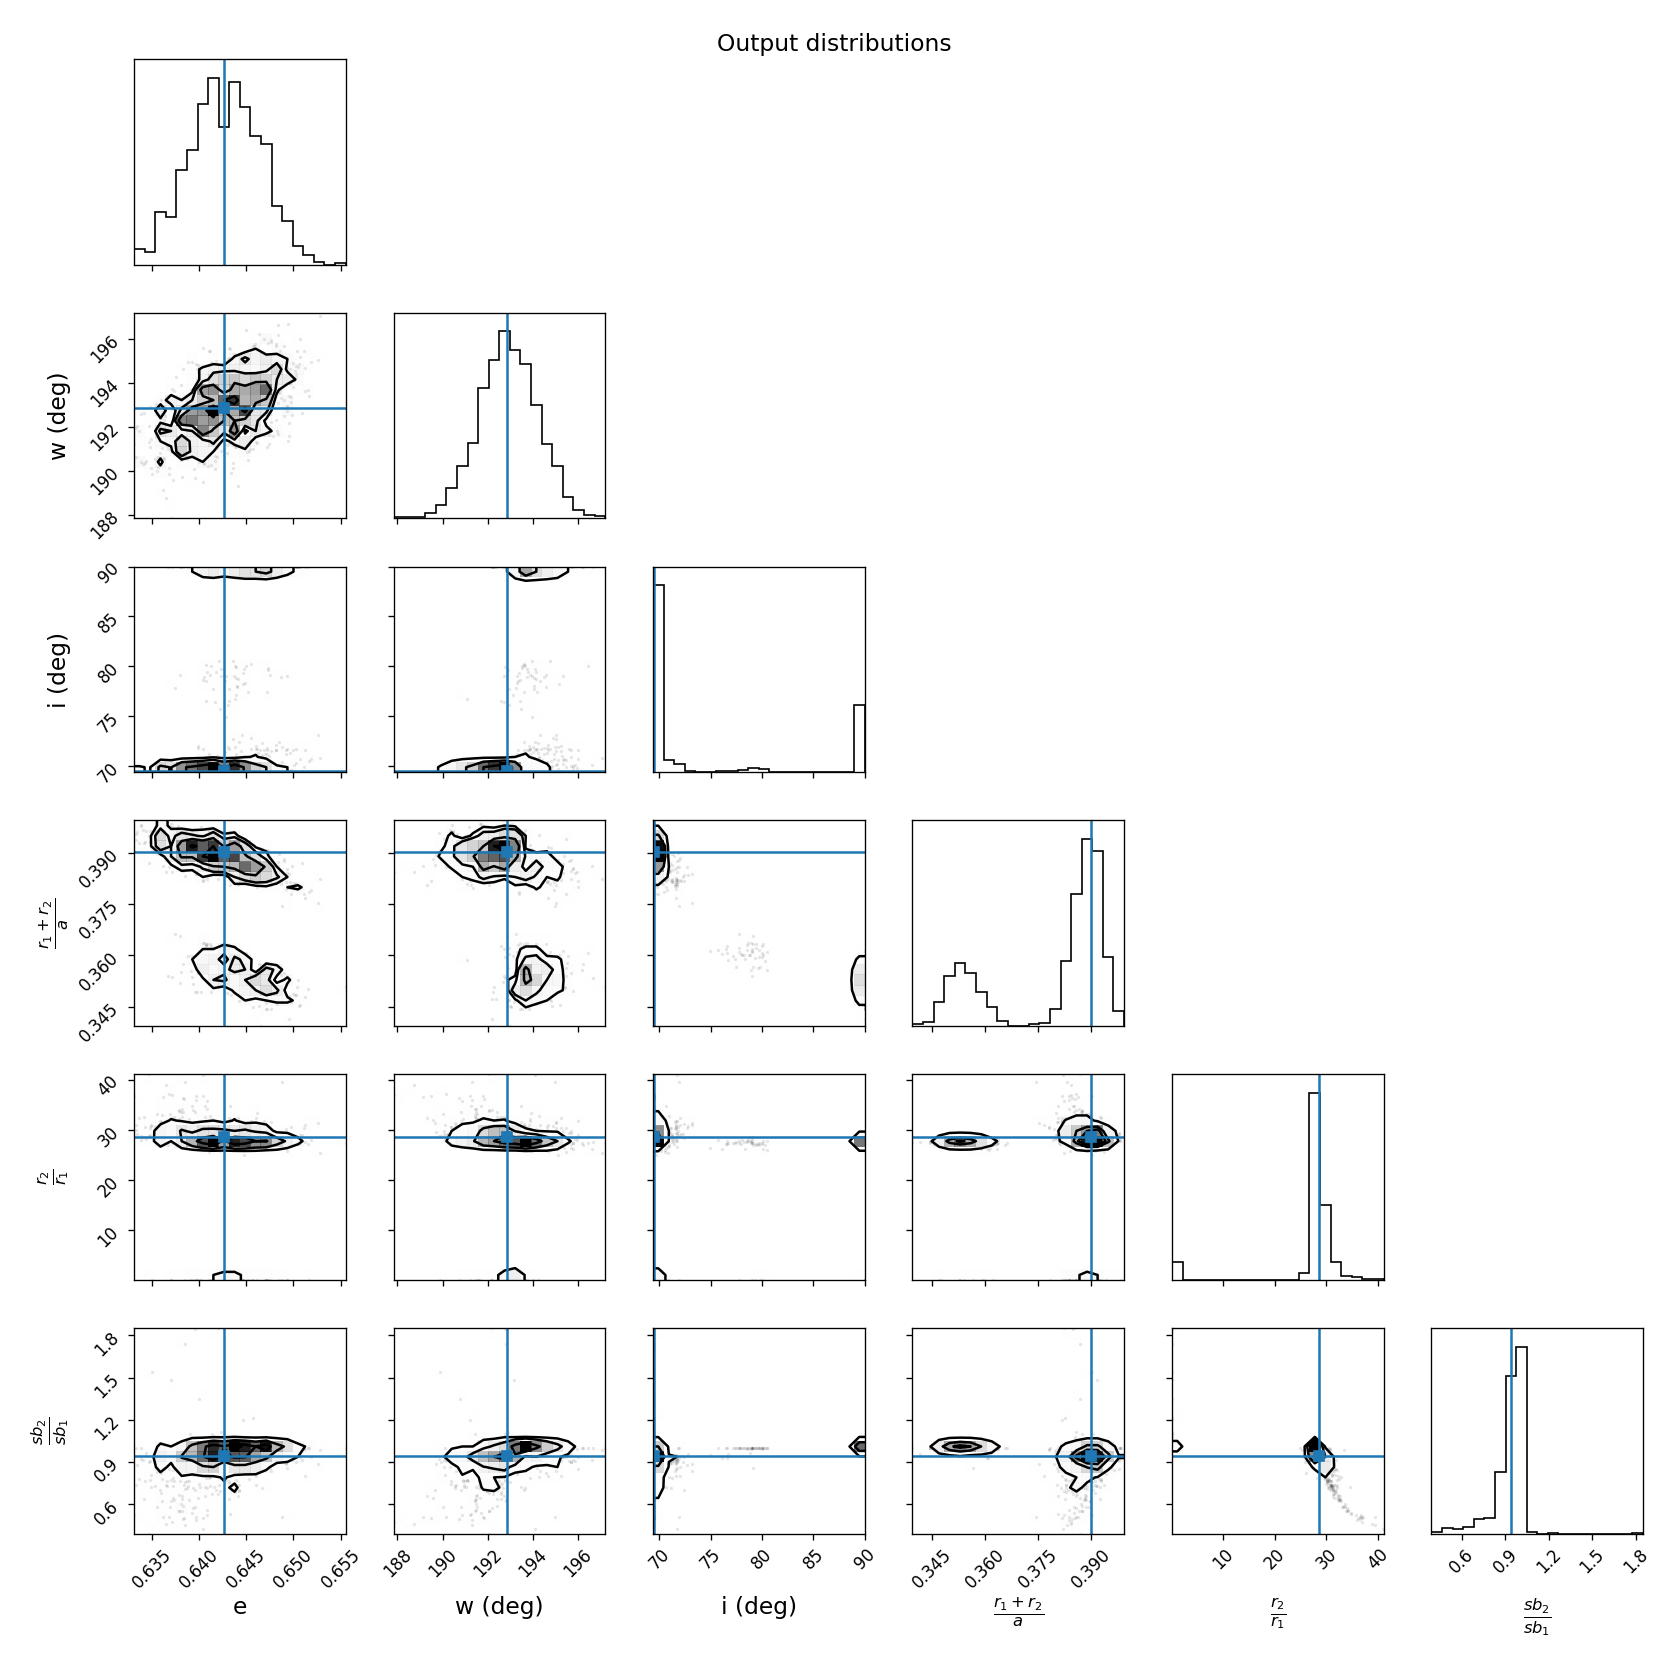 Output distributions
w (deg)
196
194
192
190
188
i (deg)
90
85
80
75
70
r₁ + r₂
a
0.390
0.375
0.360
0.345
r₂
r₁
40
30
20
10
sb₂
sb₁
1.8
1.5
1.2
0.9
0.6
0.635 0.640 0.645 0.650 0.655 188 190 192 194 196 70 75 80 85 90 0.345 0.360 0.375 0.390 10 20 30 40 0.6 0.9 1.2 1.5 1.8
e w (deg) i (deg) r₁ + r₂ r₂ sb₂
a r₁ sb₁